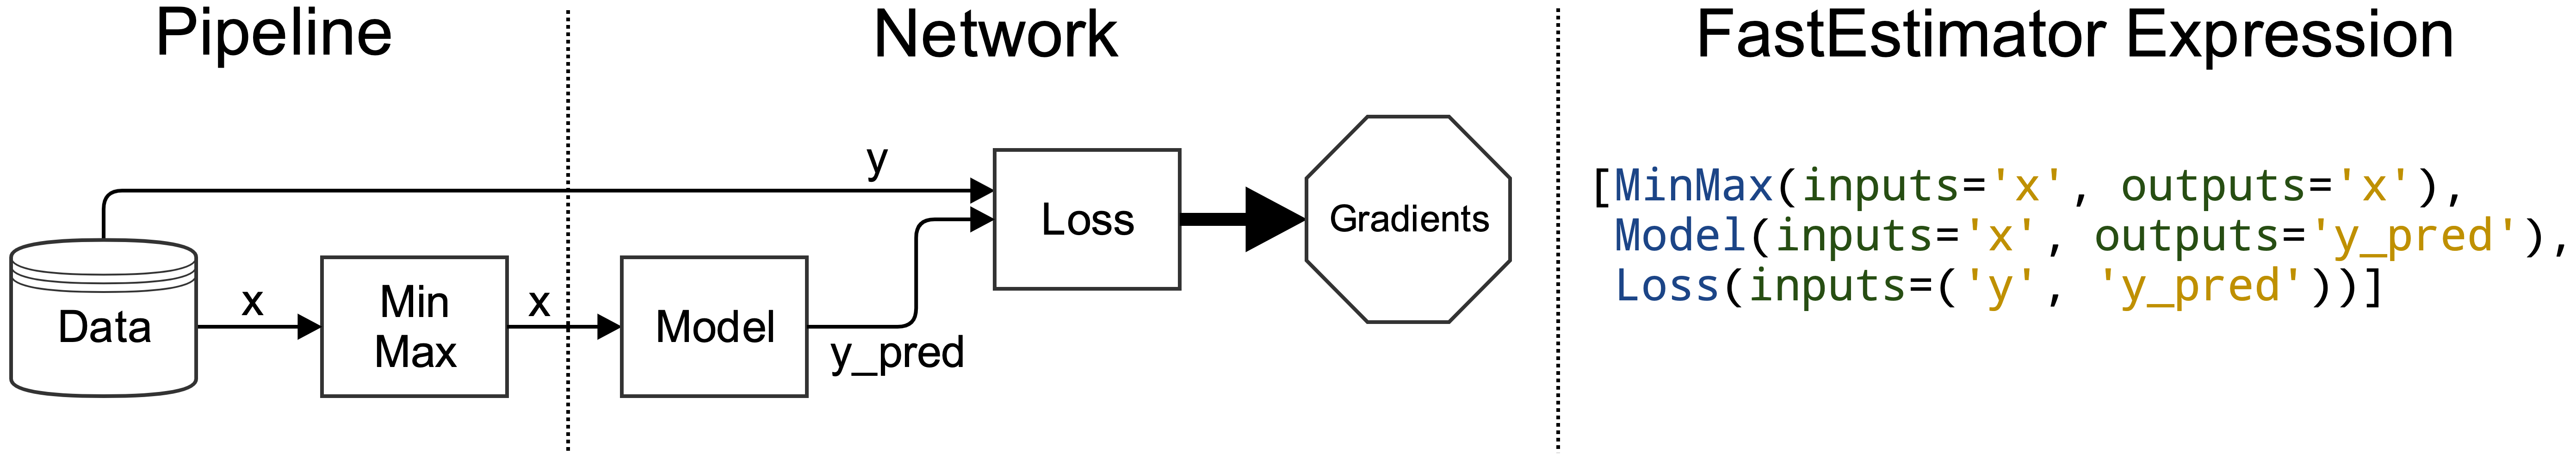 Pipeline
Network
FastEstimator Expression
y
Data
x
Min
Max
x
Model
y_pred
Loss
Gradients
[MinMax(inputs='x', outputs='x'),
Model(inputs='x', outputs='y_pred'),
Loss(inputs=('y', 'y_pred'))]